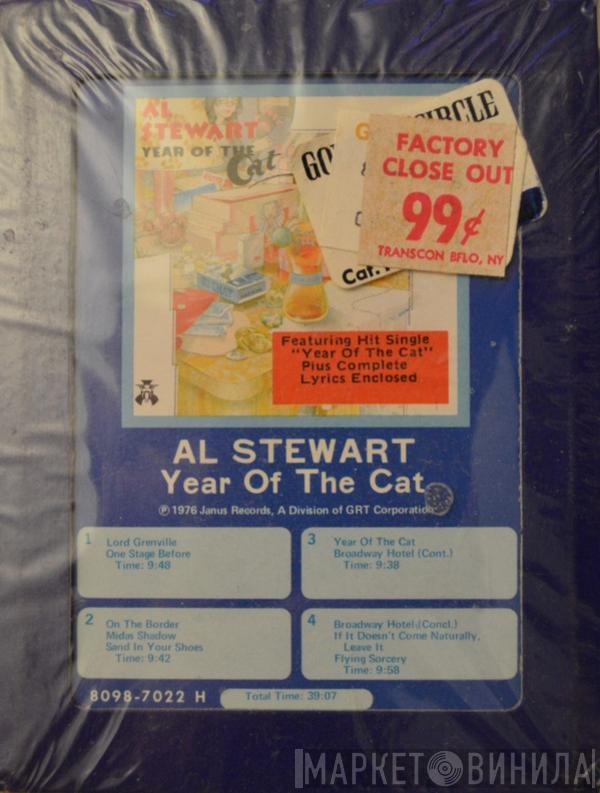 AL
STEWART
YEAR OF THE
Cat
CIRCLE
FACTORY
CLOSE OUT
99¢
TRANSCON BFLO, NY
Cat.
Featuring Hit Single
"Year Of The Cat"
Plus Complete
Lyrics Enclosed
AL STEWART
Year Of The Cat
℗ 1976 Janus Records, A Division of GRT Corporation
1 Lord Grenville
One Stage Before
Time: 9:48
3 Year Of The Cat
Broadway Hotel (Cont.)
Time: 9:38
2 On The Border
Midas Shadow
Sand In Your Shoes
Time: 9:42
4 Broadway Hotel (Concl.)
If It Doesn't Come Naturally,
Leave It
Flying Sorcery
Time: 9:58
8098-7022 H
Total Time: 39:07
МАРКЕТ ВИНИЛА